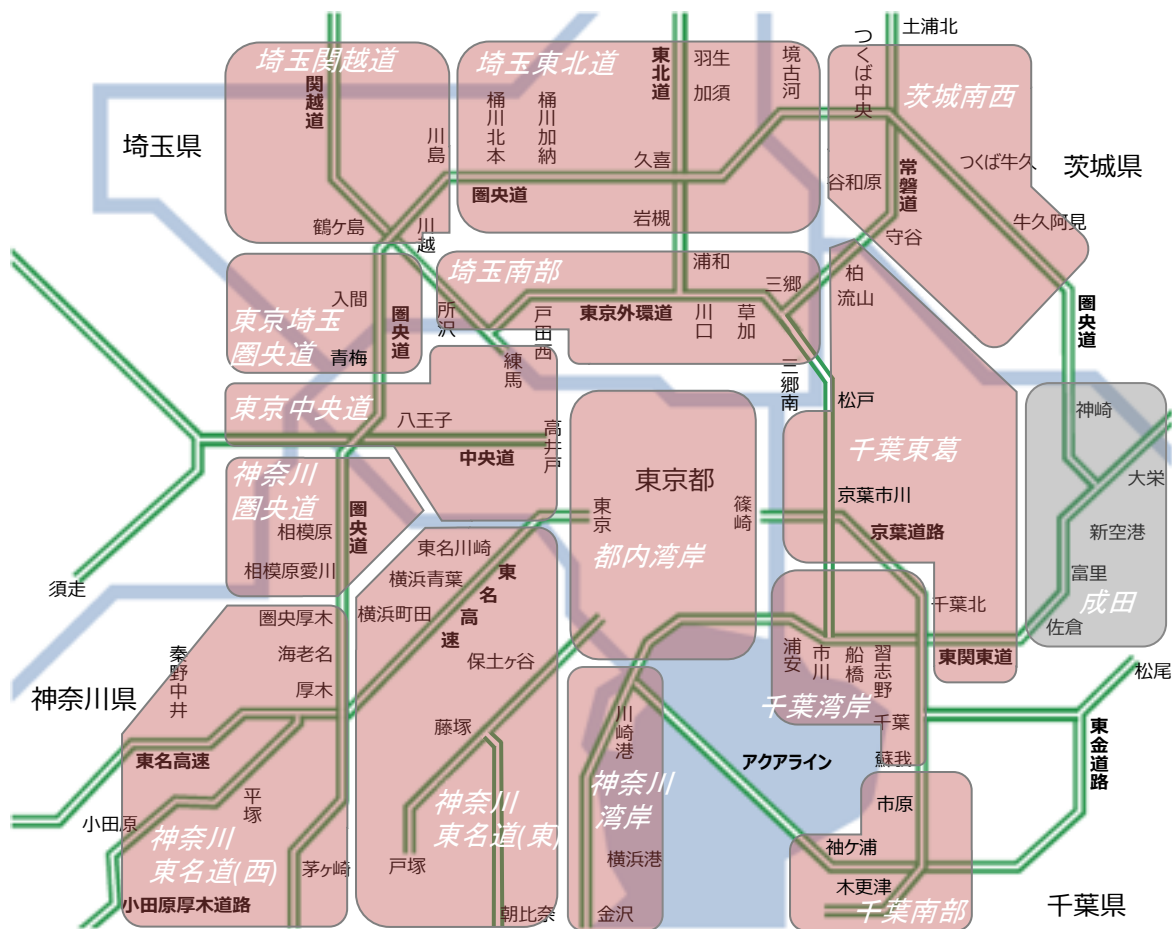 土浦北
埼玉関越道
関越道
川島
鶴ヶ島
川越
埼玉県
埼玉東北道
東北道
羽生
加須
境古河
桶川北本
桶川加納
久喜
圏央道
岩槻
つくば中央
茨城南西
つくば牛久
谷和原
常磐道
牛久阿見
守谷
茨城県
東京埼玉
圏央道
入間
圏央道
青梅
埼玉南部
所沢
戸田西
練馬
東京外環道
浦和
川口
草加
三郷
三郷南
柏
流山
松戸
圏央道
東京中央道
八王子
中央道
高井戸
東京都
東京
篠崎
都内湾岸
千葉東葛
京葉市川
京葉道路
神崎
大栄
新空港
富里
成田
佐倉
神奈川
圏央道
圏央道
相模原
相模原愛川
須走
東名川崎
横浜青葉
横浜町田
東名高速
保土ヶ谷
藤塚
神奈川
東名道(東)
戸塚
朝比奈
圏央厚木
海老名
厚木
秦野中井
神奈川県
東名高速
小田原
平塚
神奈川
東名道(西)
茅ヶ崎
小田原厚木道路
川崎港
神奈川
湾岸
横浜港
金沢
アクアライン
浦安
市川
船橋
習志野
千葉湾岸
千葉
蘇我
千葉北
東関東道
松尾
東金道路
市原
袖ケ浦
木更津
千葉南部
千葉県